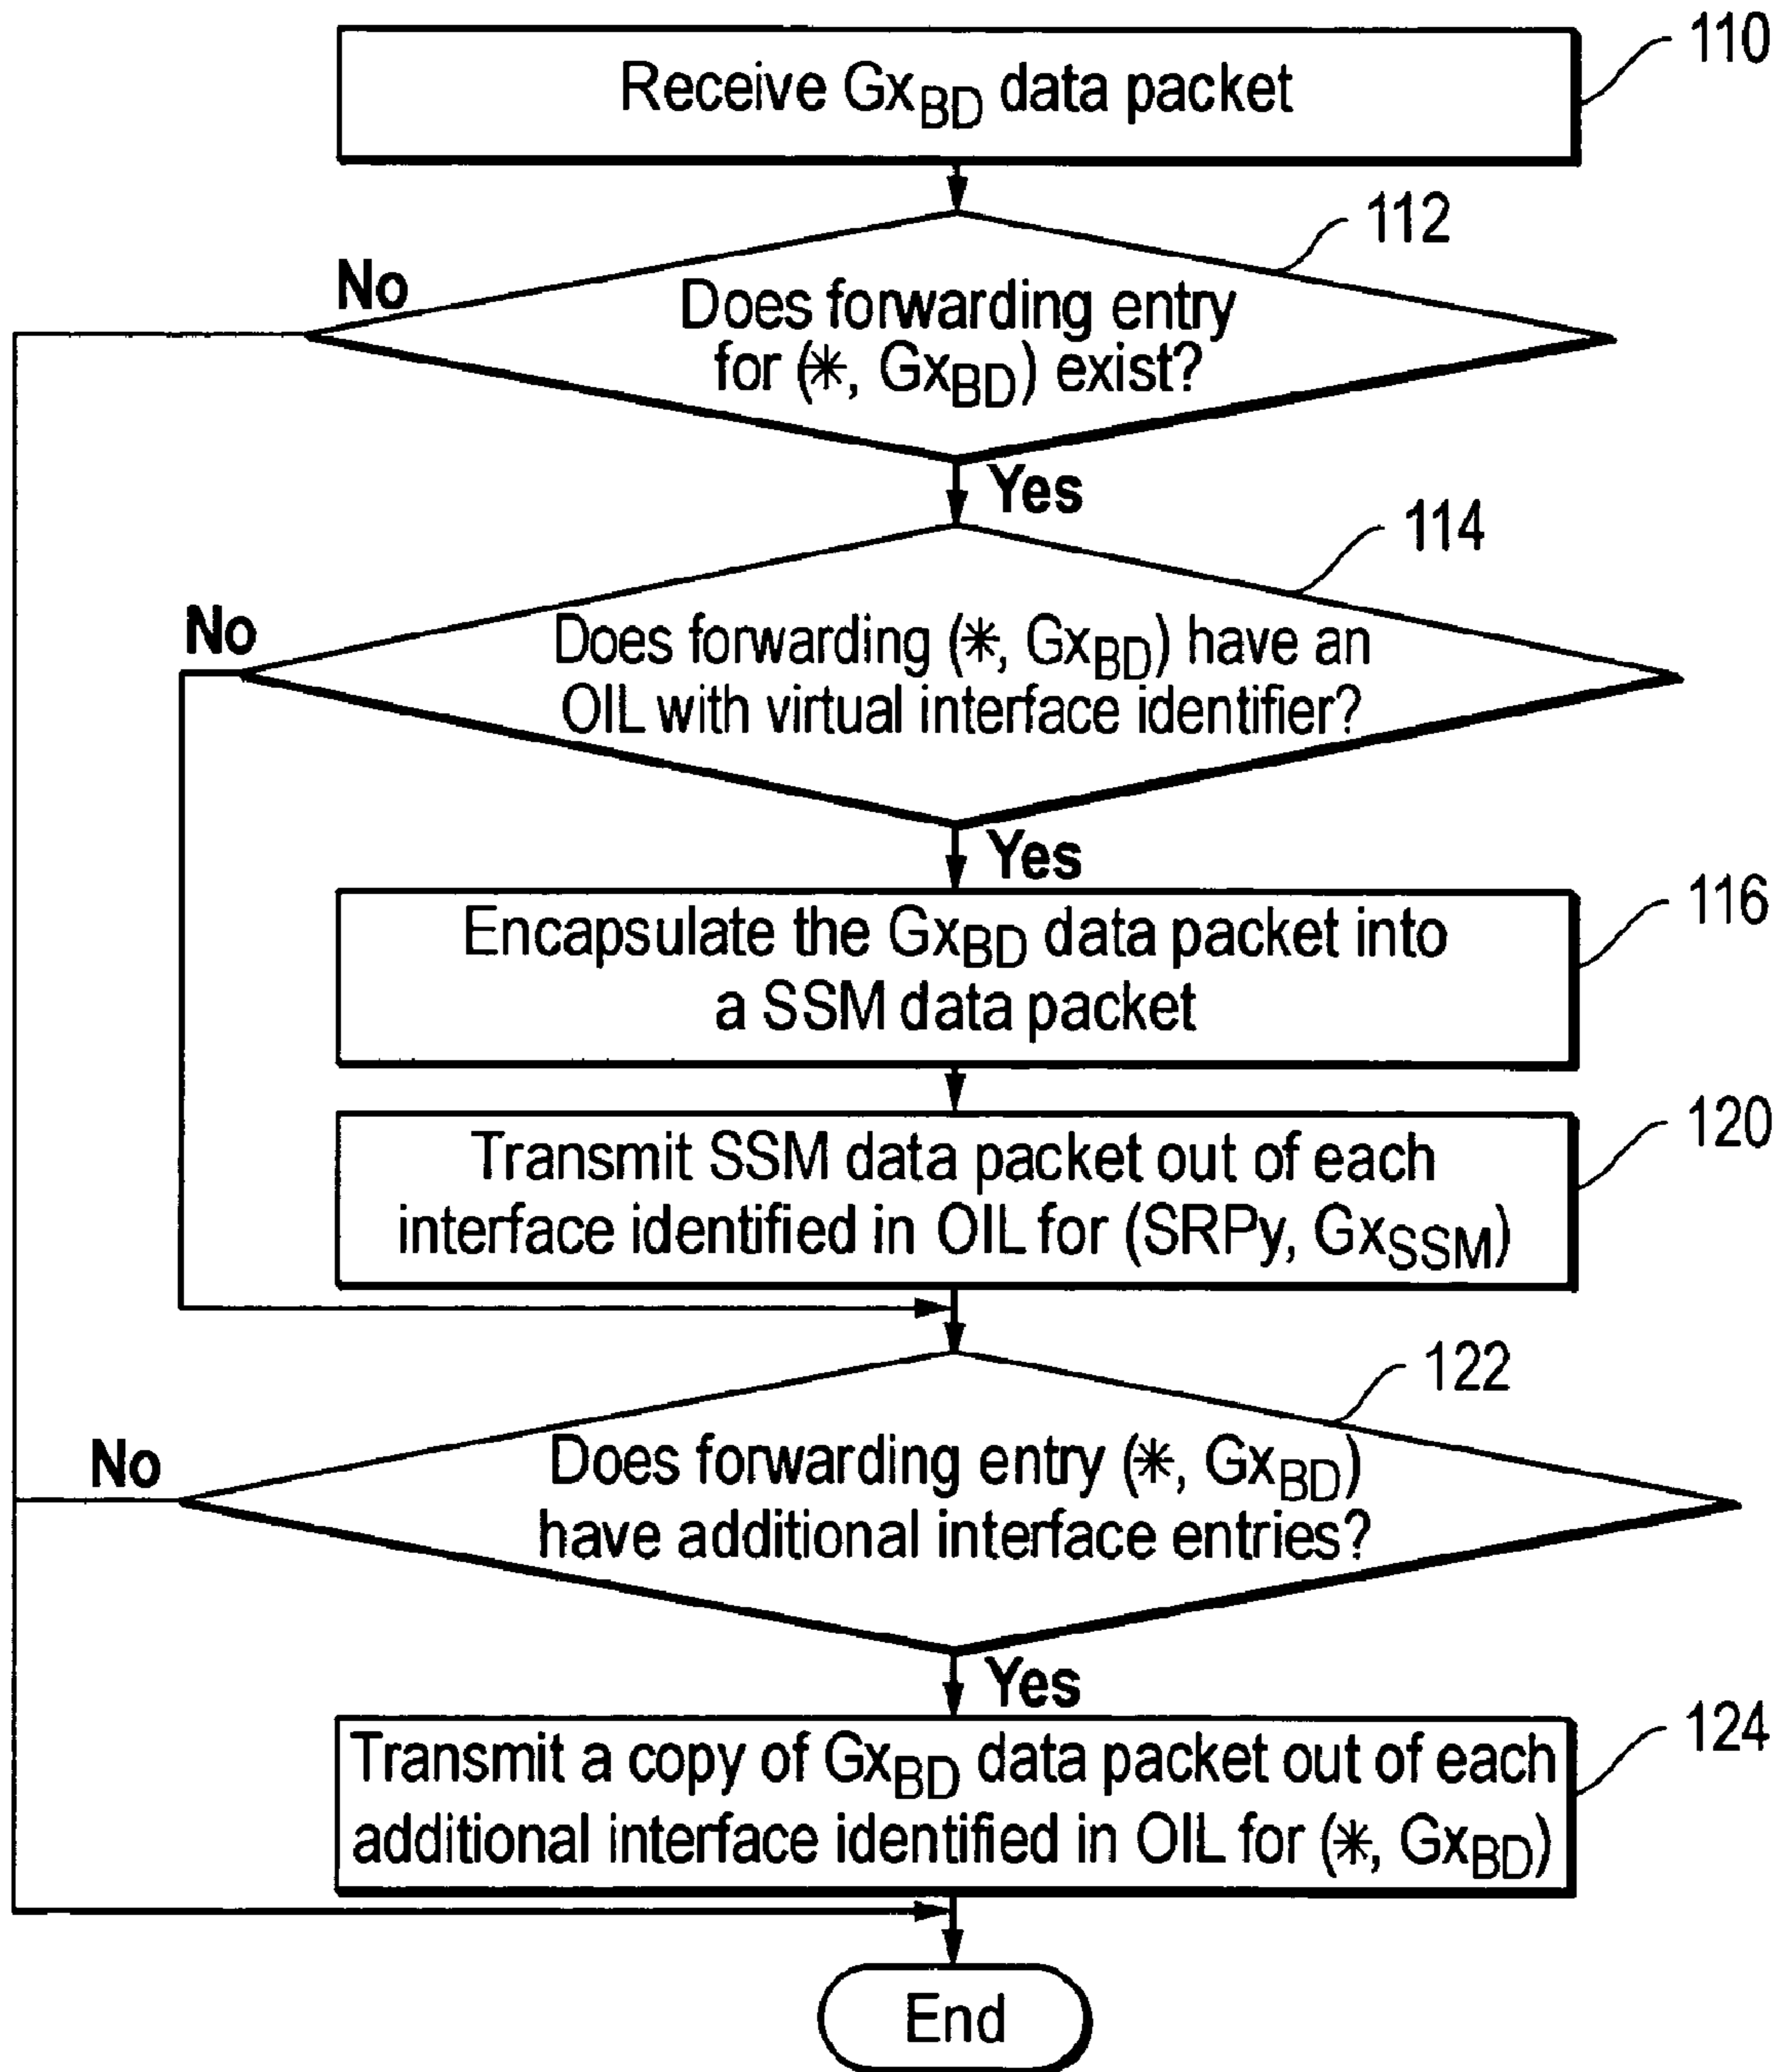 110
Receive GxBD data packet
112
No
Does forwarding entry
for (*, GxBD) exist?
Yes
114
No
Does forwarding (*, GxBD) have an
OIL with virtual interface identifier?
Yes
116
Encapsulate the GxBD data packet into
a SSM data packet
120
Transmit SSM data packet out of each
interface identified in OIL for (SRPy, GxSSM)
122
No
Does forwarding entry (*, GxBD)
have additional interface entries?
Yes
124
Transmit a copy of GxBD data packet out of each
additional interface identified in OIL for (*, GxBD)
End